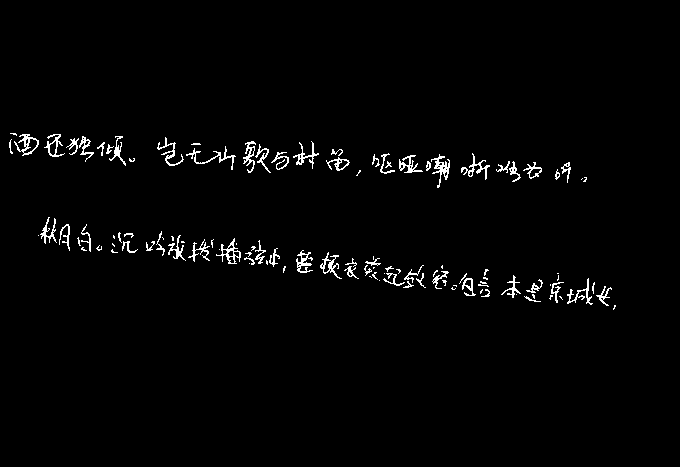 酒还独倾。岂无山歌与村笛,呕哑嘲哳难为听。
秋月白。沉吟放拨插弦中,整顿衣裳起敛容。自言本是京城女,